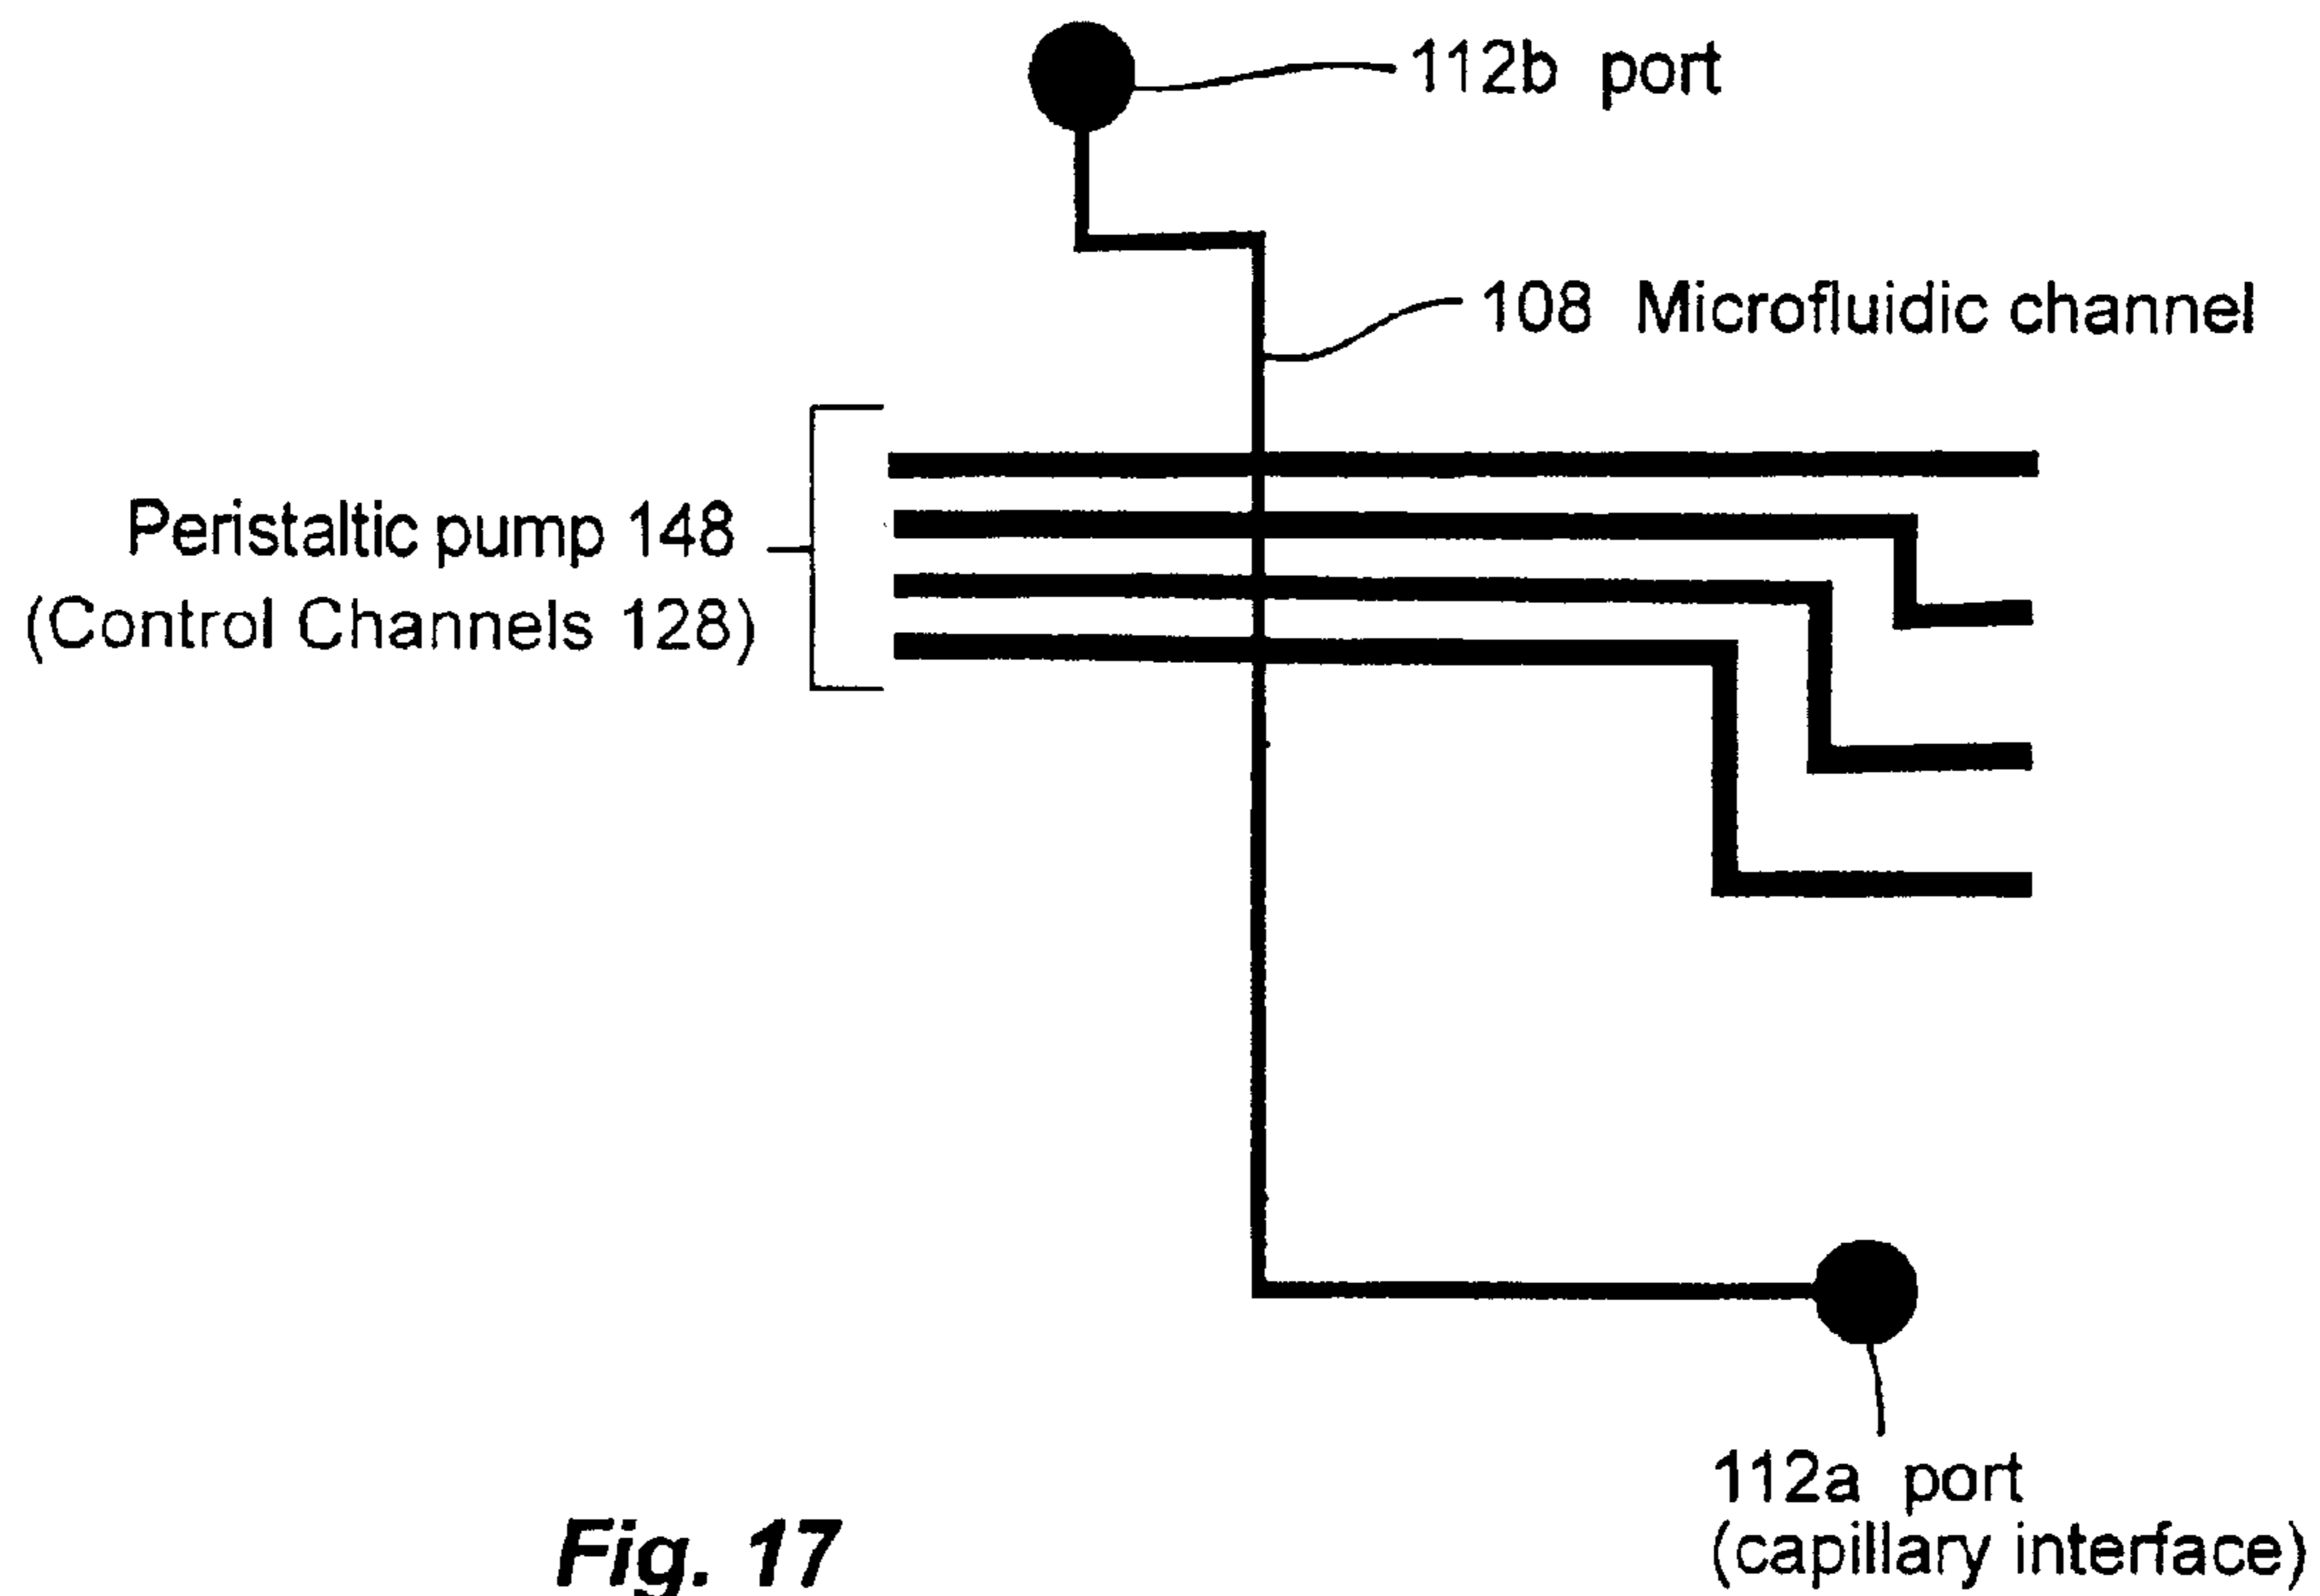 112b port
108 Microfluidic channel
Peristaltic pump 148
(Control Channels 128)
112a port
(capillary interface)
Fig. 17